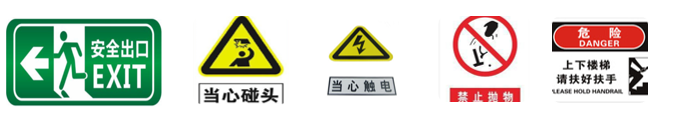 安全出口
EXIT
当心碰头
当心触电
禁止抛物
危险
DANGER
上下楼梯
请扶好扶手
PLEASE HOLD HANDRAIL